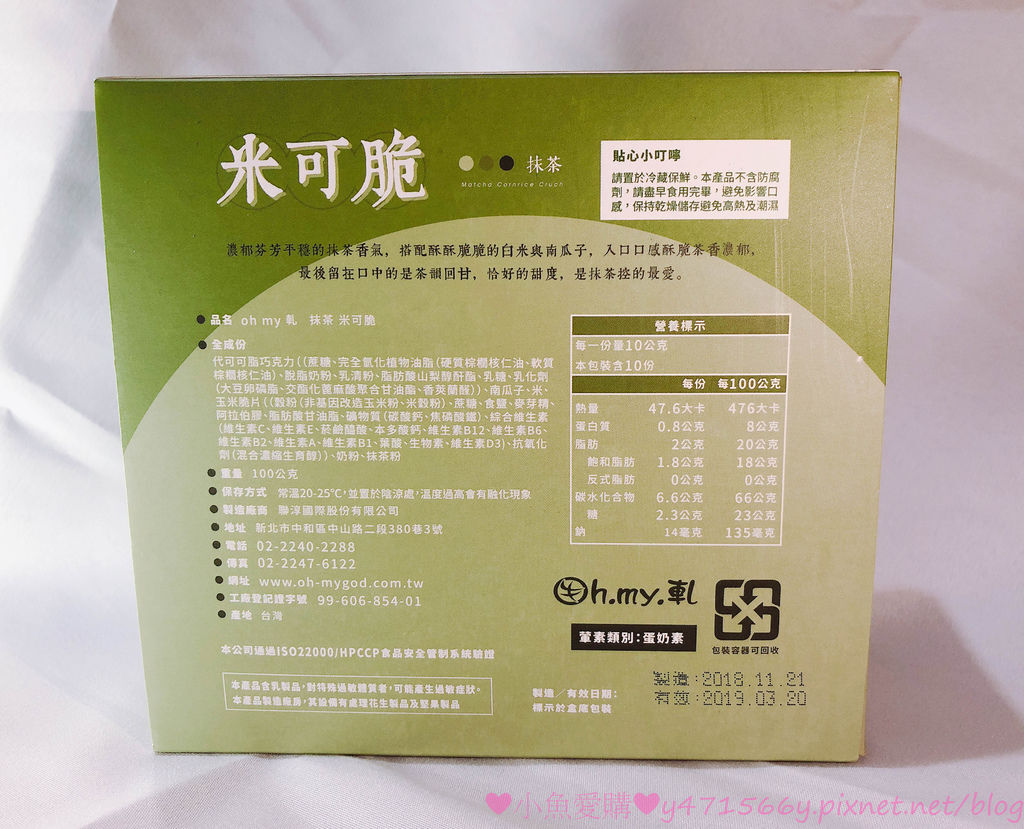 米可脆
抹茶
Matcha Cornrice Cruch
貼心小叮嚀
請置於冷藏保鮮。本產品不含防腐
劑，請盡早食用完畢，避免影響口
感，保持乾燥儲存避免高熱及潮濕
濃郁芬芳平穩的抹茶香氣，搭配酥酥脆脆的白米與南瓜子，入口口感酥脆茶香濃郁，
最後留在口中的是茶韻回甘，恰好的甜度，是抹茶控的最愛。
●品名 oh my 軋 抹茶 米可脆
●全成份
代可可脂巧克力((蔗糖、完全氫化植物油脂(硬質棕櫚核仁油、軟質
棕櫚核仁油)、脫脂奶粉、乳清粉、脂肪酸山梨醇酐酯、乳糖、乳化劑
(大豆卵磷脂、交酯化蓖麻酸聚合甘油酯、香莢蘭醛))、南瓜子、米、
玉米脆片((穀粉(非基因改造玉米粉、米穀粉)、蔗糖、食鹽、麥芽精、
阿拉伯膠、脂肪酸甘油脂、礦物質(碳酸鈣、焦磷酸鐵)、綜合維生素
(維生素C、維生素E、菸鹼醯酸、本多酸鈣、維生素B12、維生素B6、
維生素B2、維生素A、維生素B1、葉酸、生物素、維生素D3)、抗氧化
劑(混合濃縮生育醇))、奶粉、抹茶粉
●重量 100公克
●保存方式 常溫20-25℃，並置於陰涼處，溫度過高會有融化現象
●製造廠商 聯淳國際股份有限公司
●地址 新北市中和區中山路二段380巷3號
●電話 02-2240-2288
●傳真 02-2247-6122
●網址 www.oh-mygod.com.tw
●工廠登記證字號 99-606-854-01
●產地 台灣
本公司通過ISO22000/HPCCP食品安全管制系統驗證
本產品含乳製品，對特殊過敏體質者，可能產生過敏症狀。
本產品製造廠房，其設備有處理花生製品及堅果製品
營養標示
每一份量10公克
本包裝含10份
每份 每100公克
熱量 47.6大卡 476大卡
蛋白質 0.8公克 8公克
脂肪 2公克 20公克
飽和脂肪 1.8公克 18公克
反式脂肪 0公克 0公克
碳水化合物 6.6公克 66公克
糖 2.3公克 23公克
鈉 14毫克 135毫克
Oh.my.軋
葷素類別：蛋奶素
包裝容器可回收
製造／有效日期：
標示於盒底包裝
製造：2018.11.21
有效：2019.03.20
♥小魚愛購♥y471566y.pixnet.net/blog